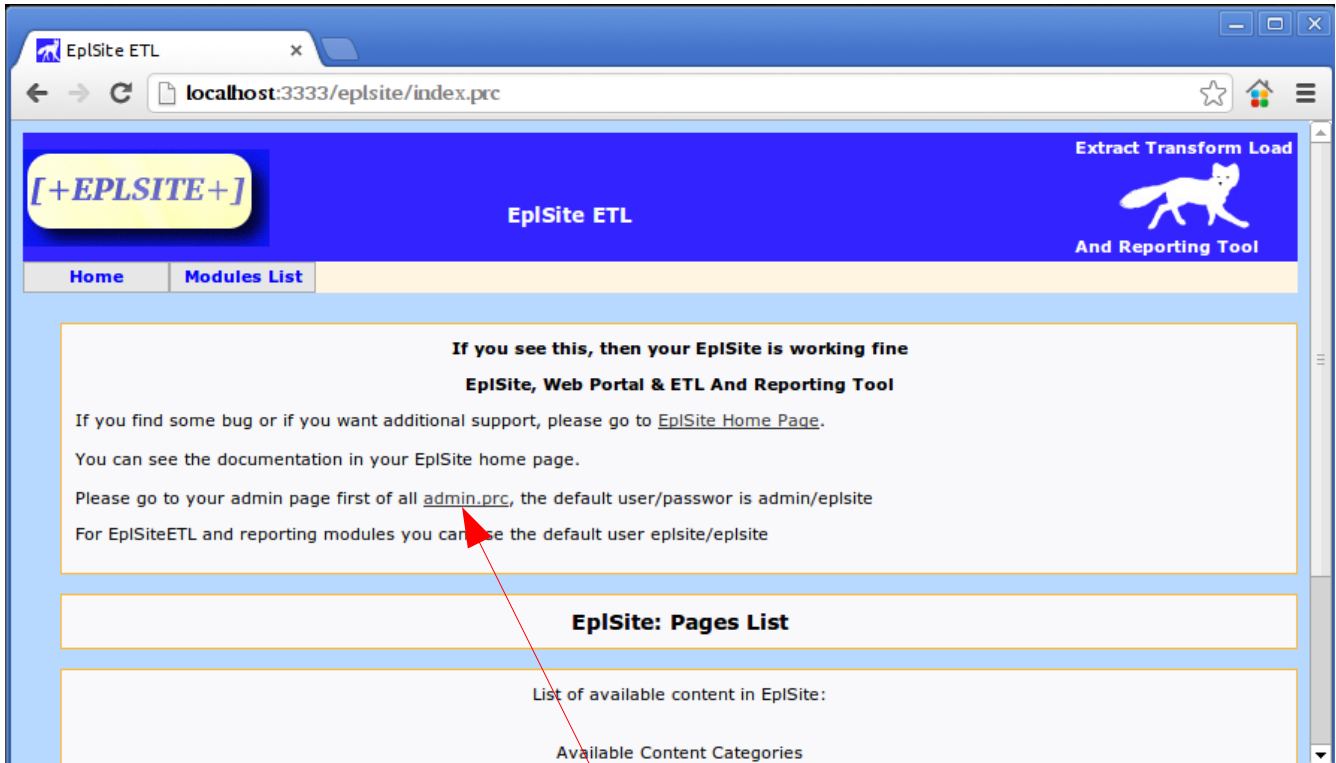 EplSite ETL
localhost:3333/eplsite/index.prc
[+EPLSITE+]
EplSite ETL
Extract Transform Load
And Reporting Tool
Home
Modules List
If you see this, then your EplSite is working fine
EplSite, Web Portal & ETL And Reporting Tool
If you find some bug or if you want additional support, please go to EplSite Home Page.
You can see the documentation in your EplSite home page.
Please go to your admin page first of all admin.prc, the default user/passwor is admin/eplsite
For EplSiteETL and reporting modules you can use the default user eplsite/eplsite
EplSite: Pages List
List of available content in EplSite:
Available Content Categories